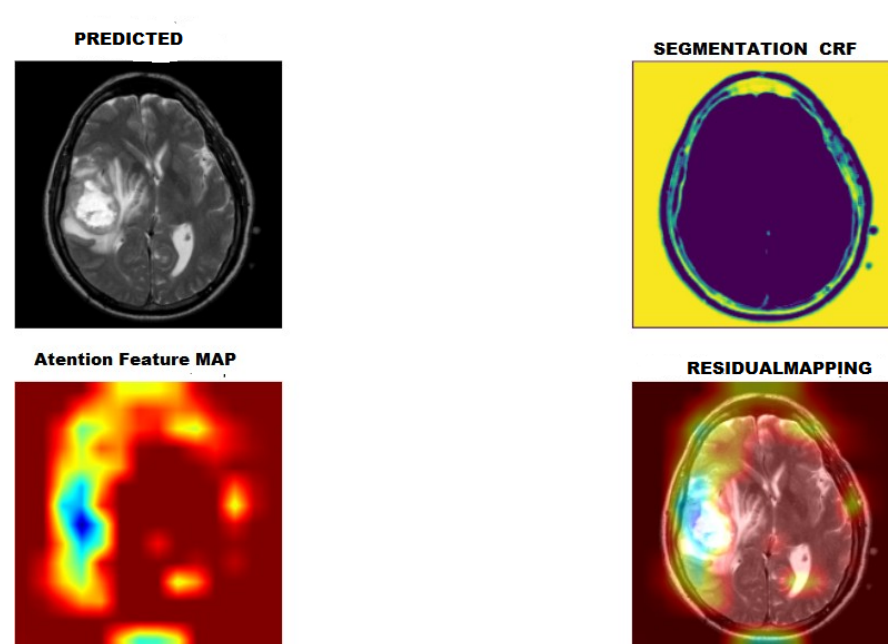 PREDICTED
SEGMENTATION CRF
Atention Feature MAP
RESIDUALMAPPING